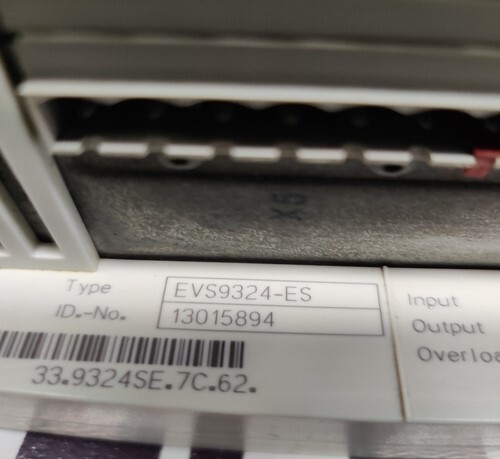 X5
Type EVS9324-ES
ID.-No. 13015894
33.9324SE.7C.62.
Input
Output